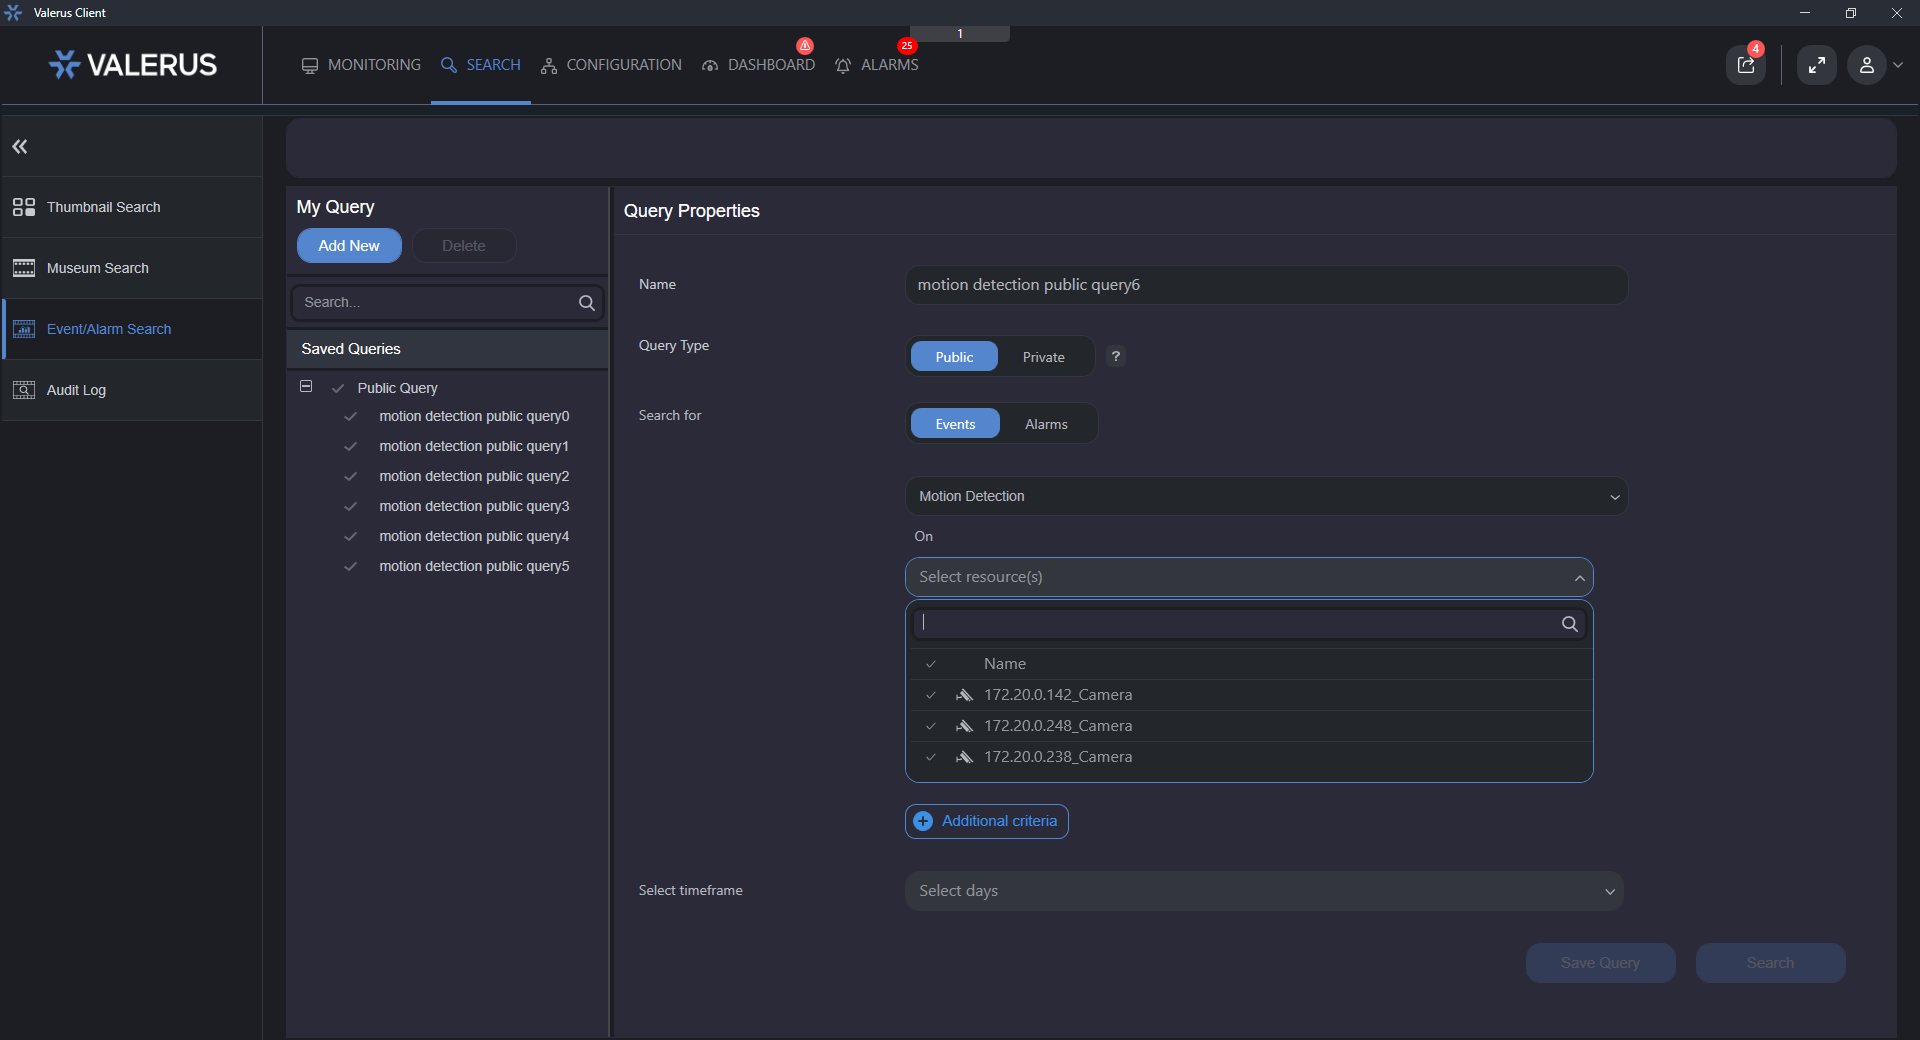 Valerus Client
1
VALERUS
MONITORING
SEARCH
CONFIGURATION
DASHBOARD
25
ALARMS
4
Thumbnail Search
Museum Search
Event/Alarm Search
Audit Log
My Query
Add New
Delete
Search...
Saved Queries
Public Query
motion detection public query0
motion detection public query1
motion detection public query2
motion detection public query3
motion detection public query4
motion detection public query5
Query Properties
Name
motion detection public query6
Query Type
Public
Private
?
Search for
Events
Alarms
Motion Detection
On
Select resource(s)
Name
172.20.0.142_Camera
172.20.0.248_Camera
172.20.0.238_Camera
Additional criteria
Select timeframe
Select days
Save Query
Search